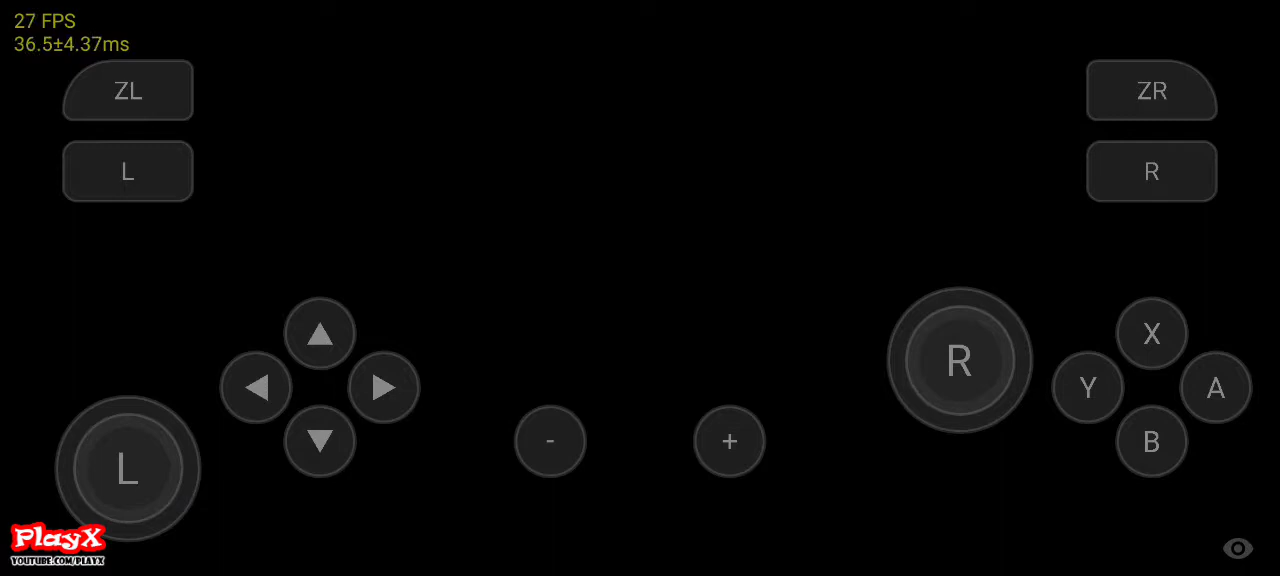 27 FPS
36.5±4.37ms
ZL
ZR
L
R
R
X
Y
A
B
-
+
L
PlayX
YOUTUBE.COM/PLAYX